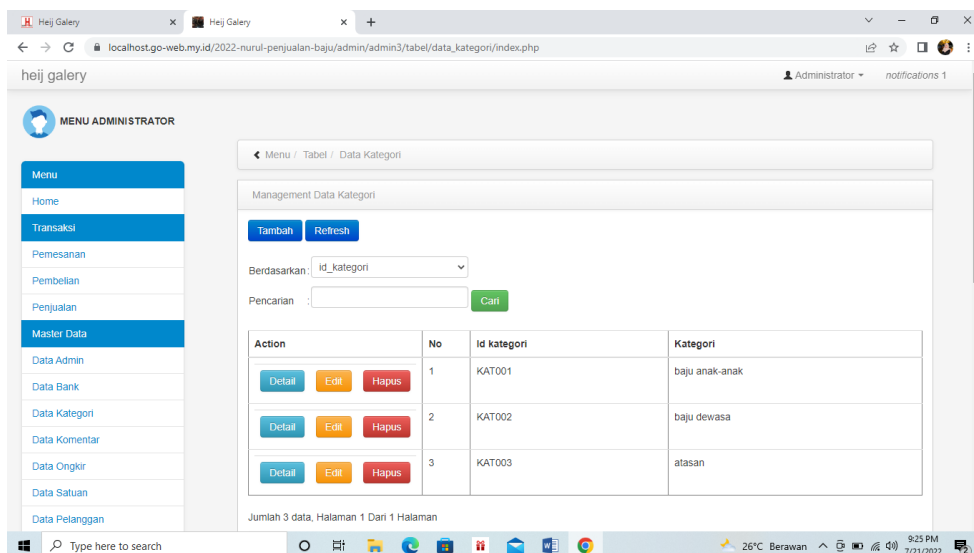 Heij Galery
Heij Galery
localhost.go-web.my.id/2022-nurul-penjualan-baju/admin/admin3/tabel/data_kategori/index.php
heij galery
Administrator
notifications 1
MENU ADMINISTRATOR
Menu / Tabel / Data Kategori
Menu
Home
Transaksi
Pemesanan
Pembelian
Penjualan
Master Data
Data Admin
Data Bank
Data Kategori
Data Komentar
Data Ongkir
Data Satuan
Data Pelanggan
Management Data Kategori
Tambah Refresh
Berdasarkan : id_kategori
Pencarian : Cari
Action No Id kategori Kategori
Detail Edit Hapus 1 KAT001 baju anak-anak
Detail Edit Hapus 2 KAT002 baju dewasa
Detail Edit Hapus 3 KAT003 atasan
Jumlah 3 data, Halaman 1 Dari 1 Halaman
Type here to search
26°C Berawan
9:25 PM